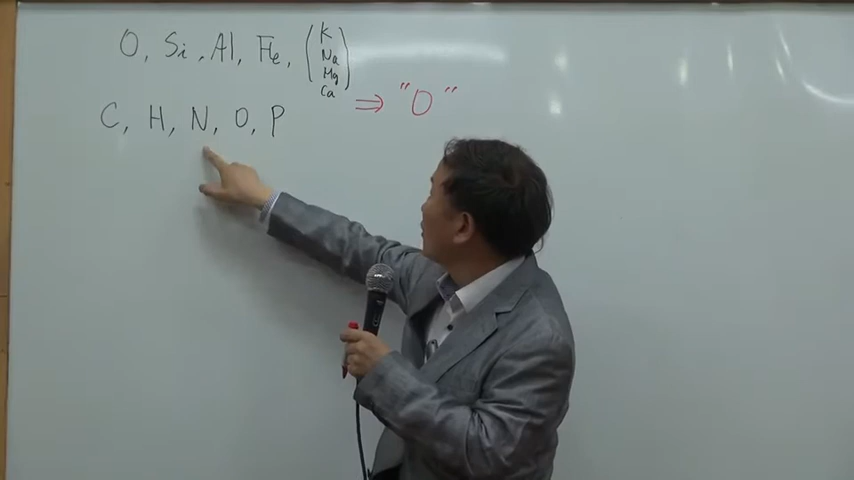 O, Si, Al, Fe, (K
Na
Mg
Ca)
C, H, N, O, P
⇒ "O"